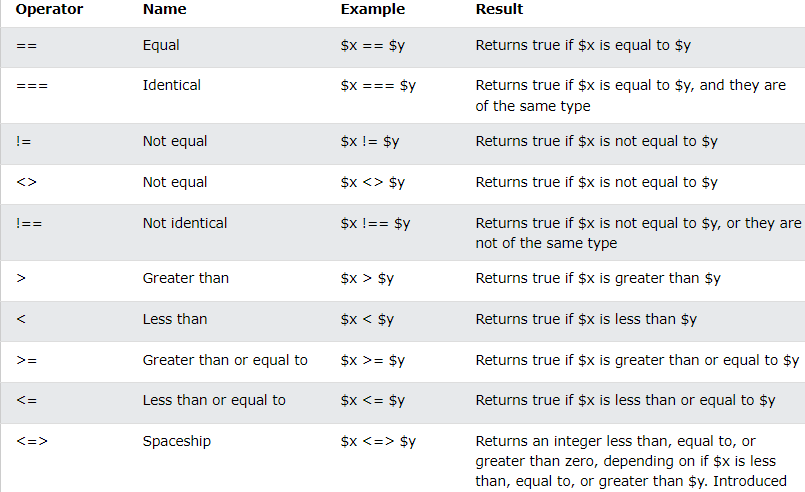 Operator Name Example Result
== Equal $x == $y Returns true if $x is equal to $y
=== Identical $x === $y Returns true if $x is equal to $y, and they are
of the same type
!= Not equal $x != $y Returns true if $x is not equal to $y
<> Not equal $x <> $y Returns true if $x is not equal to $y
!== Not identical $x !== $y Returns true if $x is not equal to $y, or they are
not of the same type
> Greater than $x > $y Returns true if $x is greater than $y
< Less than $x < $y Returns true if $x is less than $y
>= Greater than or equal to $x >= $y Returns true if $x is greater than or equal to $y
<= Less than or equal to $x <= $y Returns true if $x is less than or equal to $y
<=> Spaceship $x <=> $y Returns an integer less than, equal to, or
greater than zero, depending on if $x is less
than, equal to, or greater than $y. Introduced